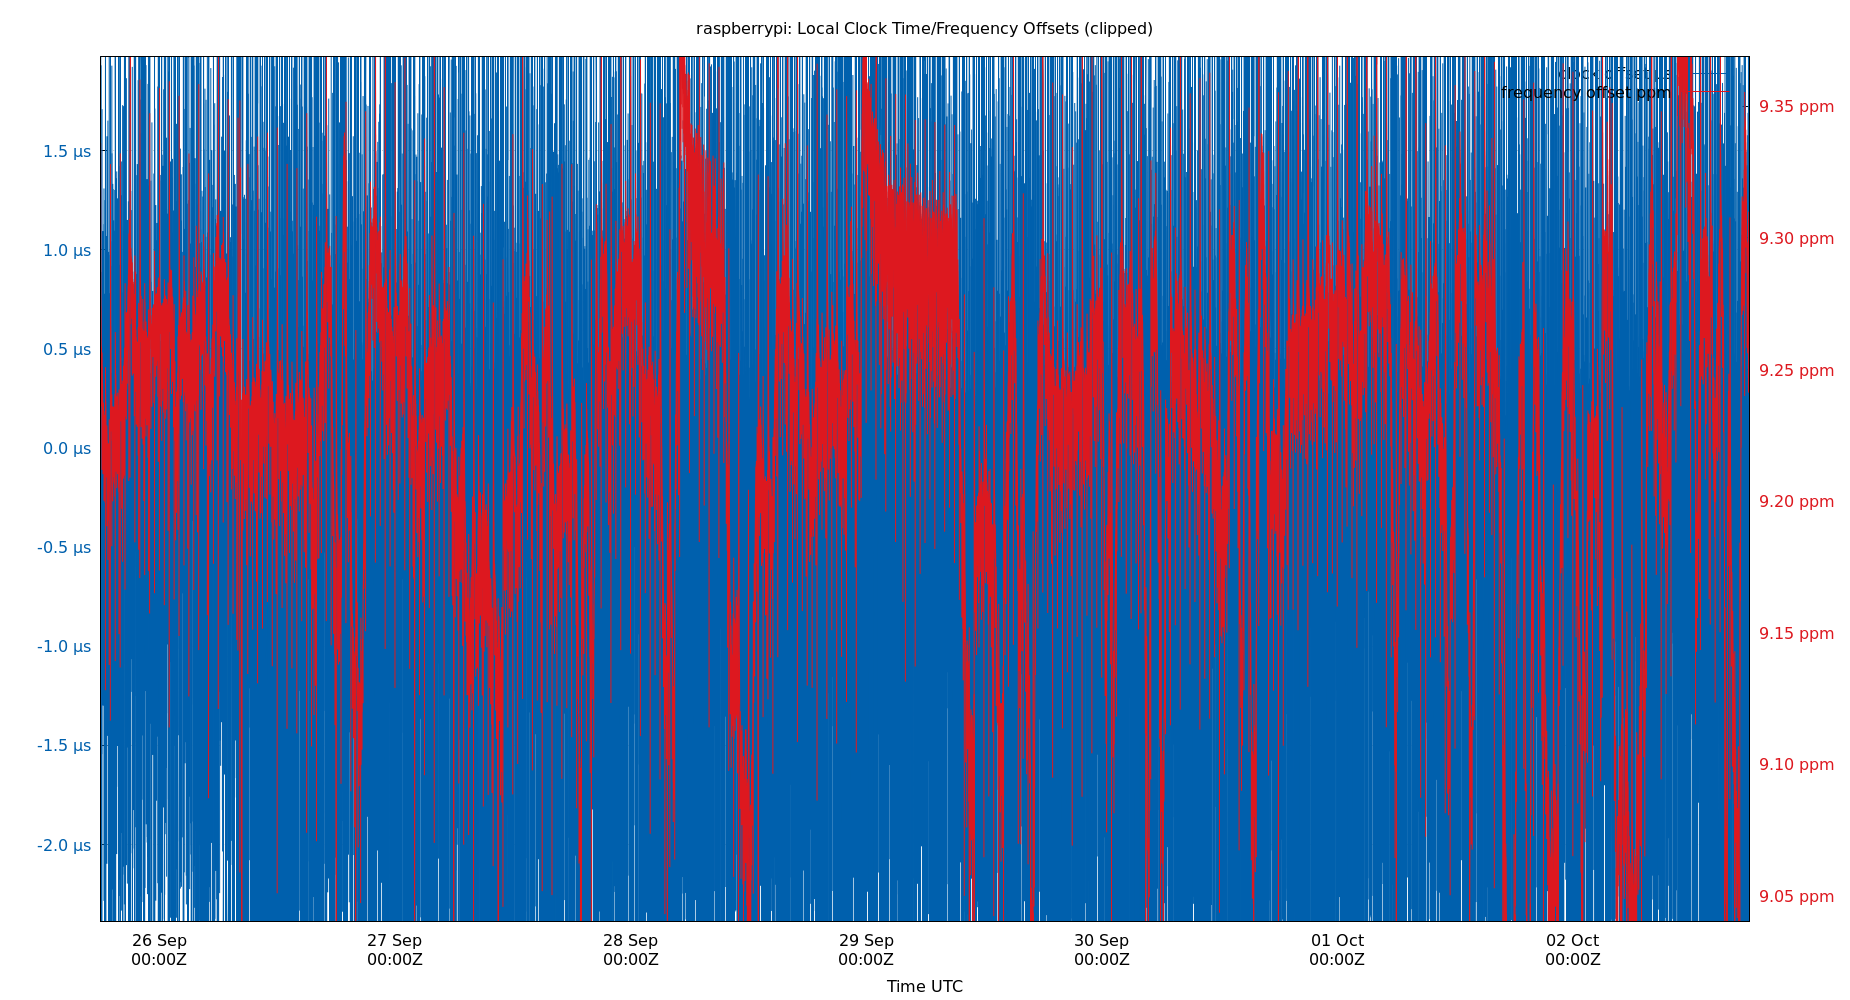 raspberrypi: Local Clock Time/Frequency Offsets (clipped)
clock offset µs
frequency offset ppm
1.5 µs
1.0 µs
0.5 µs
0.0 µs
-0.5 µs
-1.0 µs
-1.5 µs
-2.0 µs
9.35 ppm
9.30 ppm
9.25 ppm
9.20 ppm
9.15 ppm
9.10 ppm
9.05 ppm
26 Sep
00:00Z
27 Sep
00:00Z
28 Sep
00:00Z
29 Sep
00:00Z
30 Sep
00:00Z
01 Oct
00:00Z
02 Oct
00:00Z
Time UTC